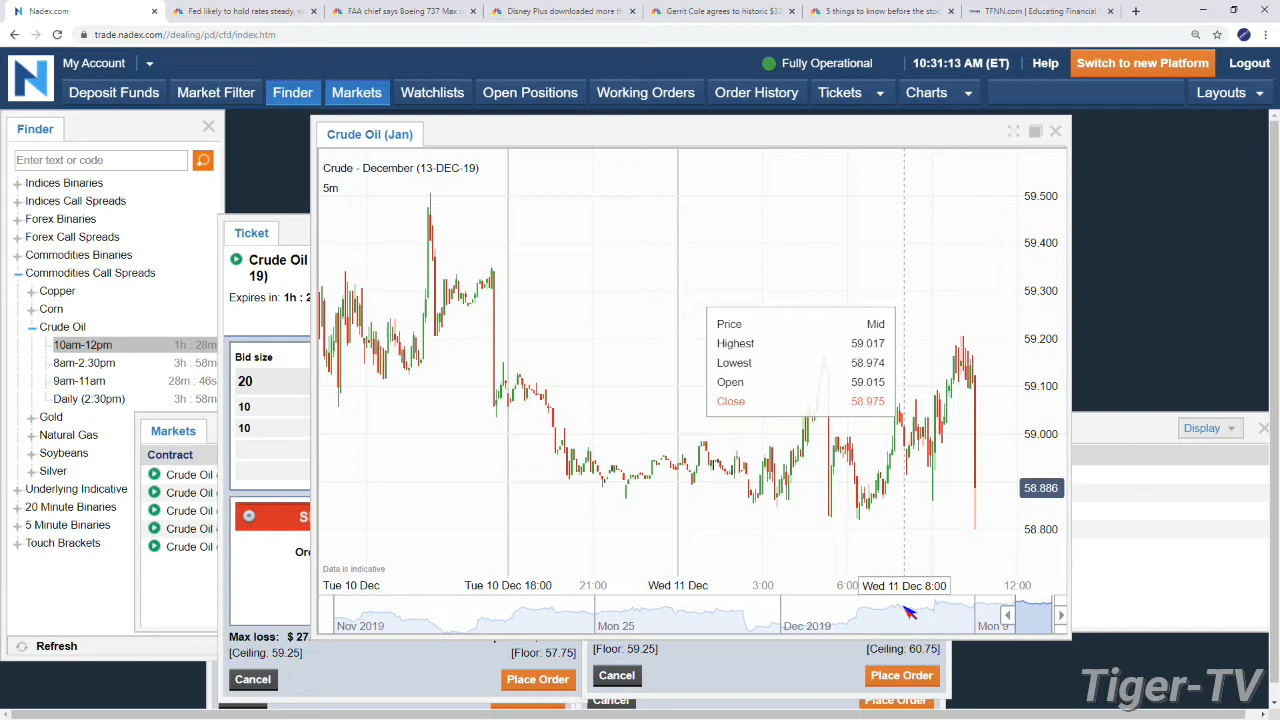 Nadex.com
Fed likely to hold rates steady, v
FAA chief says Boeing 737 Max
Disney Plus downloaded more t
Gerrit Cole agrees to historic $3
5 things to know before the sto
TFNN.com | Educating Financial
trade.nadex.com/dealing/pd/cfd/index.htm
My Account
Fully Operational
10:31:13 AM (ET)
Help
Switch to new Platform
Logout
Deposit Funds
Market Filter
Finder
Markets
Watchlists
Open Positions
Working Orders
Order History
Tickets
Charts
Layouts
Finder
Enter text or code
Indices Binaries
Indices Call Spreads
Forex Binaries
Forex Call Spreads
Commodities Binaries
Commodities Call Spreads
Copper
Corn
Crude Oil
10am-12pm 1h : 28m
8am-2:30pm 3h : 58m
9am-11am 28m : 46s
Daily (2:30pm) 3h : 58m
Gold
Natural Gas
Soybeans
Silver
Underlying Indicative
20 Minute Binaries
5 Minute Binaries
Touch Brackets
Refresh
Markets
Contract
Crude Oil
Crude Oil
Crude Oil
Crude Oil
Crude Oil
Ticket
Crude Oil
19)
Expires in: 1h : 2
Bid size
20
10
10
S
Or
Max loss: $ 27
[Ceiling: 59.25]
[Floor: 57.75]
Cancel
Place Order
[Floor: 59.25]
[Ceiling: 60.75]
Cancel
Place Order
Cancel
Place Order
Crude Oil (Jan)
Crude - December (13-DEC-19)
5m
59.500
59.400
59.300
59.200
59.100
59.000
58.886
58.800
Price Mid
Highest 59.017
Lowest 58.974
Open 59.015
Close 58.975
Data is indicative
Tue 10 Dec
Tue 10 Dec 18:00
21:00
Wed 11 Dec
3:00
6:00
Wed 11 Dec 8:00
12:00
Nov 2019
Mon 25
Dec 2019
Mon 9
Display
Tiger-TV